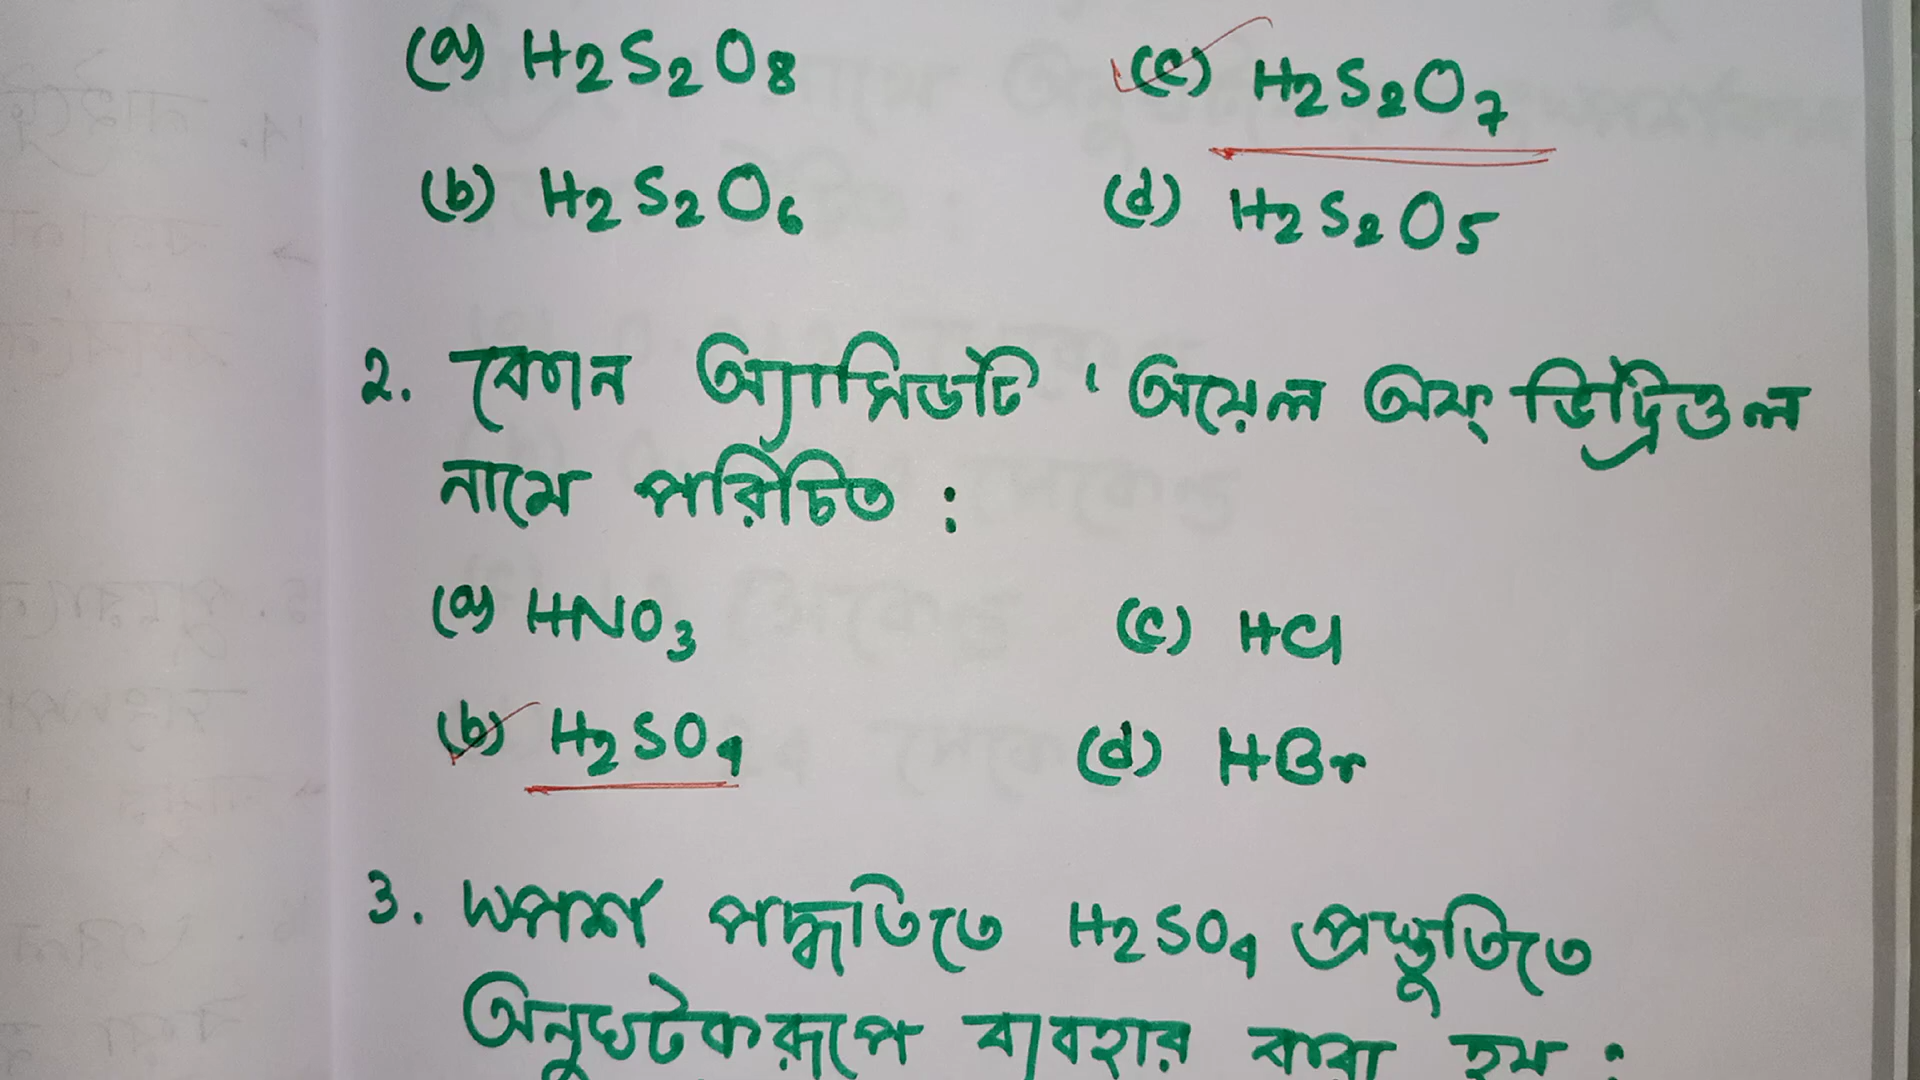 (a) H2S2O8 (c) H2S2O7
(b) H2S2O6 (d) H2S2O5
2. কোন অ্যাসিডটি ' অয়েল অফ্ ভিট্রিওল
নামে পরিচিত :
(a) HNO3 (c) HCl
(b) H2SO4 (d) HBr
3. স্পর্শ পদ্ধতিতে H2SO4 প্রস্তুতিতে
অনুঘটকরূপে ব্যবহার করা হয় :